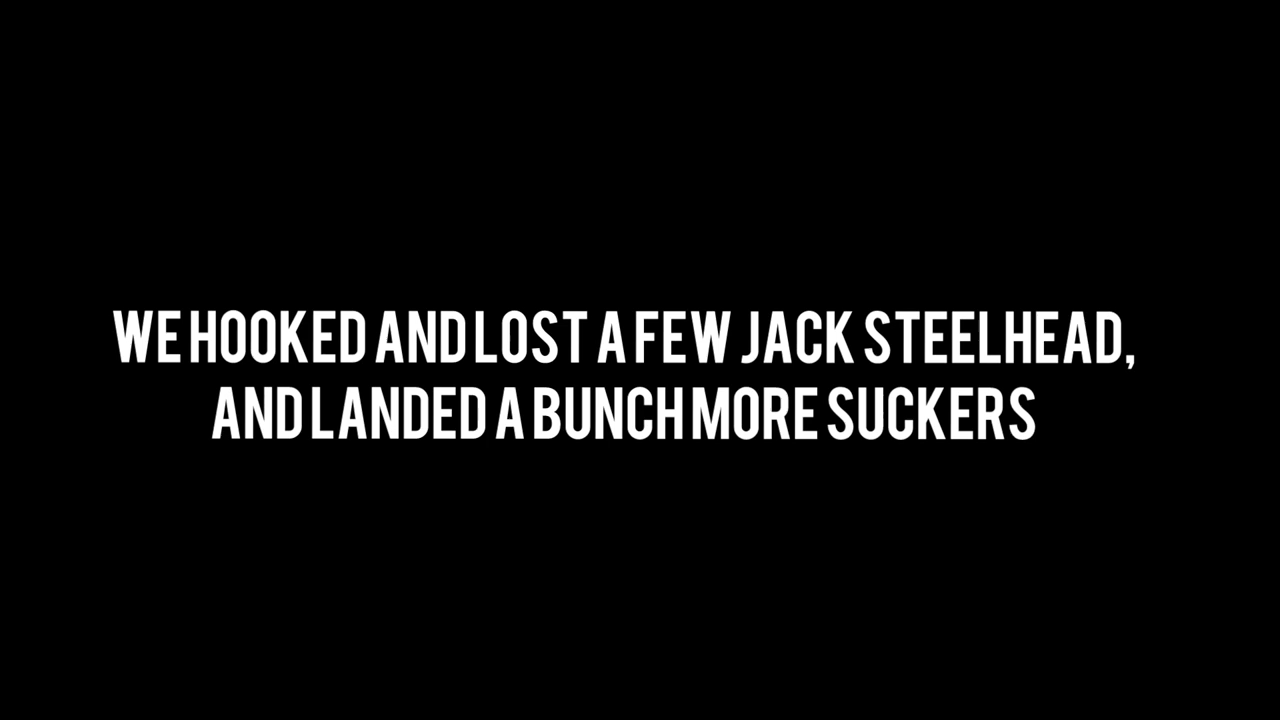 WE HOOKED AND LOST A FEW JACK STEELHEAD,
AND LANDED A BUNCH MORE SUCKERS